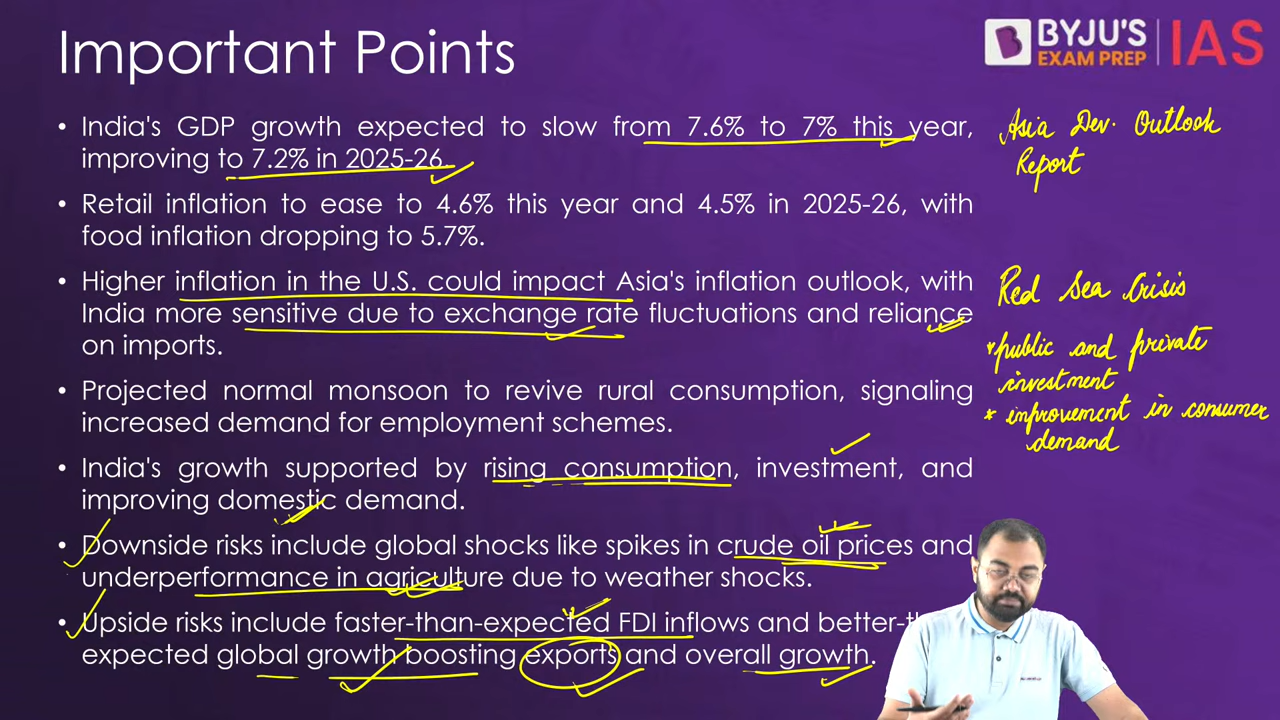 Important Points
BYJU'S
EXAM PREP
IAS
• India's GDP growth expected to slow from 7.6% to 7% this year,
improving to 7.2% in 2025-26.
• Retail inflation to ease to 4.6% this year and 4.5% in 2025-26, with
food inflation dropping to 5.7%.
• Higher inflation in the U.S. could impact Asia's inflation outlook, with
India more sensitive due to exchange rate fluctuations and reliance
on imports.
• Projected normal monsoon to revive rural consumption, signaling
increased demand for employment schemes.
• India's growth supported by rising consumption, investment, and
improving domestic demand.
• Downside risks include global shocks like spikes in crude oil prices and
underperformance in agriculture due to weather shocks.
• Upside risks include faster-than-expected FDI inflows and better-
expected global growth boosting exports and overall growth.
Asia Dev. Outlook
Report
Red Sea Crisis
* public and private
investment
* improvement in consumer
demand